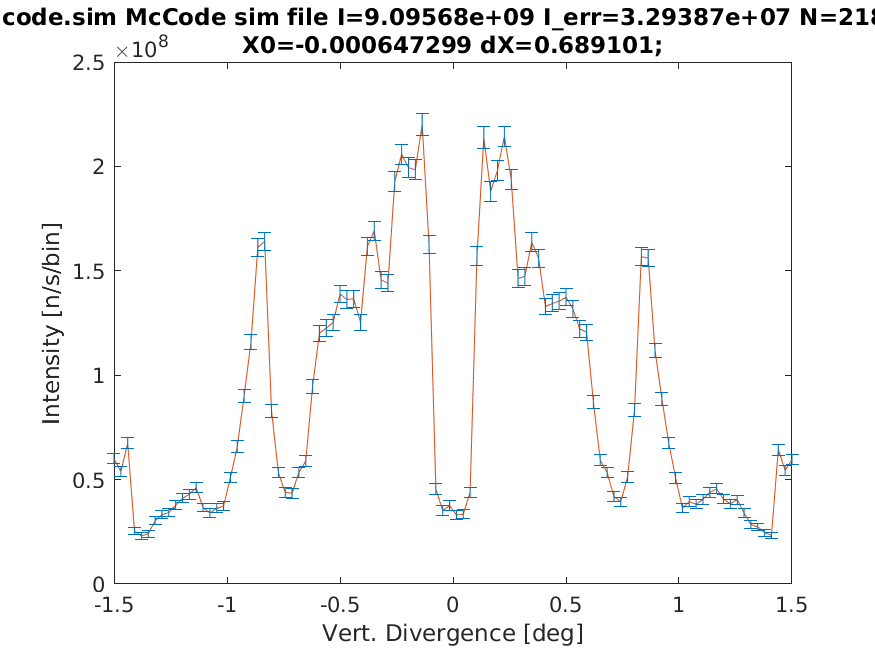 code.sim McCode sim file I=9.09568e+09 I_err=3.29387e+07 N=218
X0=-0.000647299 dX=0.689101;
×10^8
2.5
2
1.5
1
0.5
0
-1.5 -1 -0.5 0 0.5 1 1.5
Intensity [n/s/bin]
Vert. Divergence [deg]